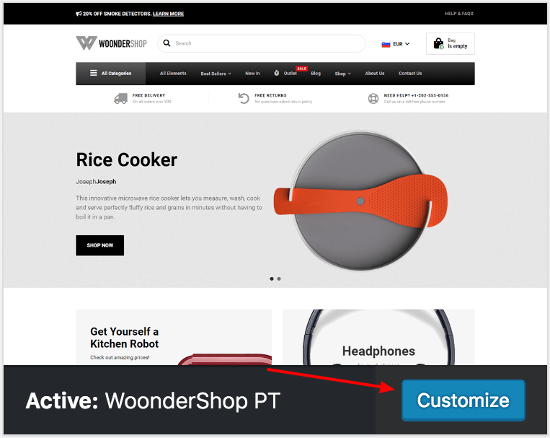 20% OFF SMOKE DETECTORS. LEARN MORE
HELP & FAQS
WOONDERSHOP
Search
EUR
Bag
is empty
All Categories
All Elements
Best Sellers
New In
Outlet
SALE
Blog
Shop
About Us
Contact Us
FREE DELIVERY
On all orders over $30
FREE RETURNS
No questions asked return policy
NEED HELP? +1-202-555-0156
Call us on a toll-free phone number
Rice Cooker
JosephJoseph
This innovative microwave rice cooker lets you measure, wash, cook
and serve perfectly fluffy rice and grains in minutes without having to
boil it in a pan.
SHOP NOW
Get Yourself a
Kitchen Robot
Check out amazing prices!
Headphones
Active: WoonderShop PT
Customize